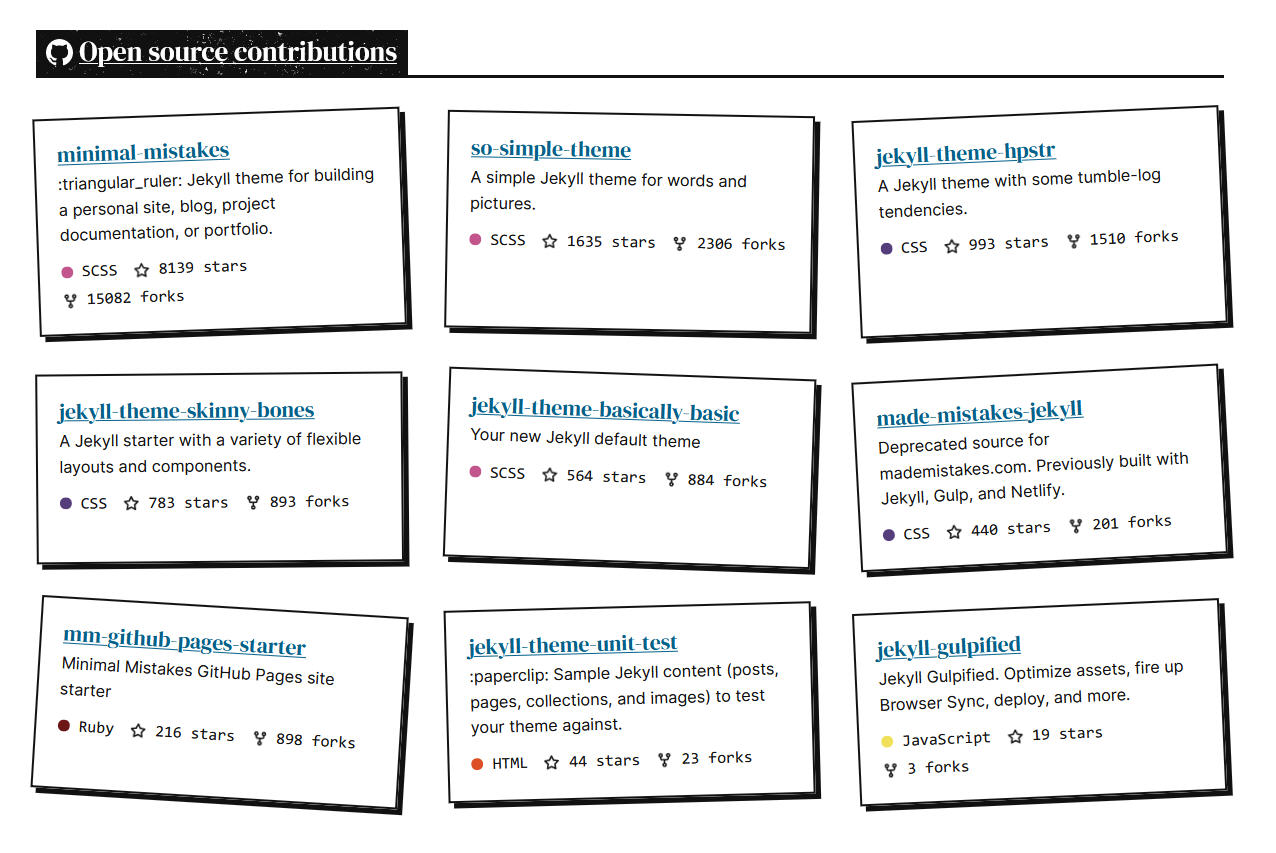 Open source contributions
minimal-mistakes
:triangular_ruler: Jekyll theme for building
a personal site, blog, project
documentation, or portfolio.
SCSS 8139 stars
15082 forks
so-simple-theme
A simple Jekyll theme for words and
pictures.
SCSS 1635 stars 2306 forks
jekyll-theme-hpstr
A Jekyll theme with some tumble-log
tendencies.
CSS 993 stars 1510 forks
jekyll-theme-skinny-bones
A Jekyll starter with a variety of flexible
layouts and components.
CSS 783 stars 893 forks
jekyll-theme-basically-basic
Your new Jekyll default theme
SCSS 564 stars 884 forks
made-mistakes-jekyll
Deprecated source for
mademistakes.com. Previously built with
Jekyll, Gulp, and Netlify.
CSS 440 stars 201 forks
mm-github-pages-starter
Minimal Mistakes GitHub Pages site
starter
Ruby 216 stars 898 forks
jekyll-theme-unit-test
:paperclip: Sample Jekyll content (posts,
pages, collections, and images) to test
your theme against.
HTML 44 stars 23 forks
jekyll-gulpified
Jekyll Gulpified. Optimize assets, fire up
Browser Sync, deploy, and more.
JavaScript 19 stars
3 forks